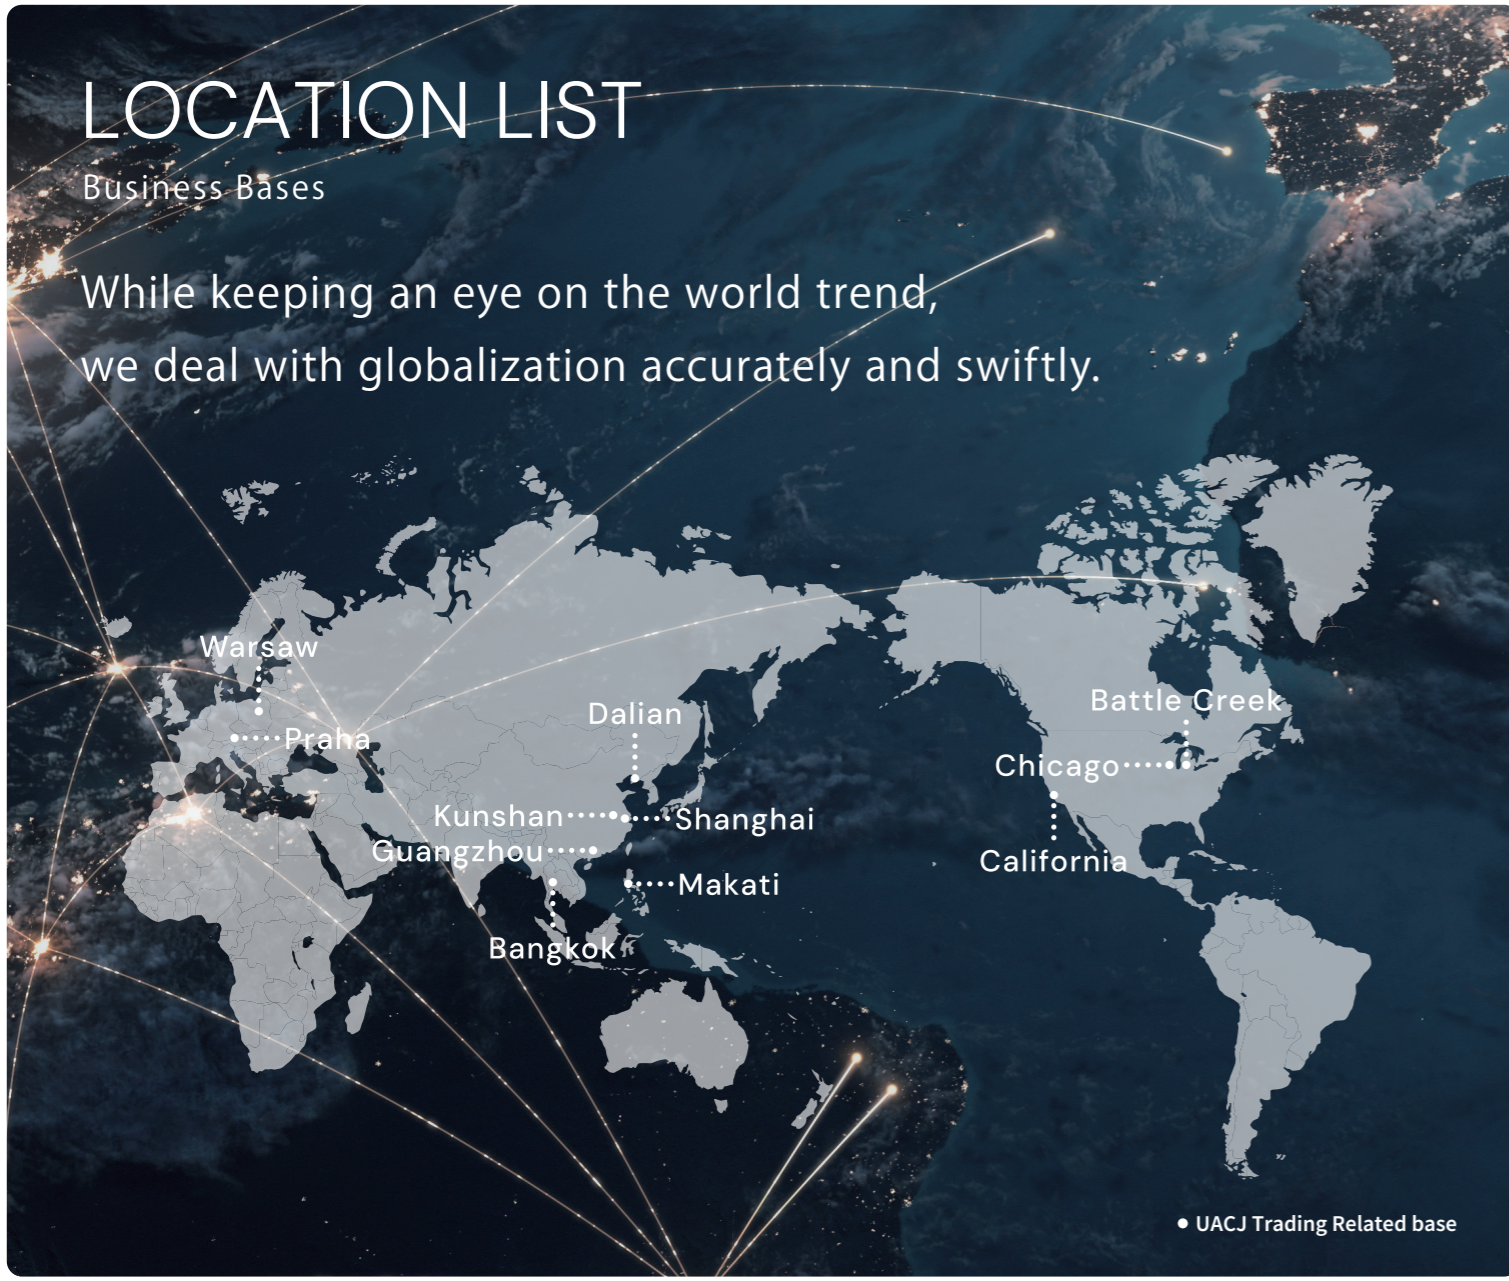 LOCATION LIST
Business Bases
While keeping an eye on the world trend,
we deal with globalization accurately and swiftly.
Warsaw
Praha
Dalian
Kunshan
Shanghai
Guangzhou
Makati
Bangkok
Battle Creek
Chicago
California
UACJ Trading Related base